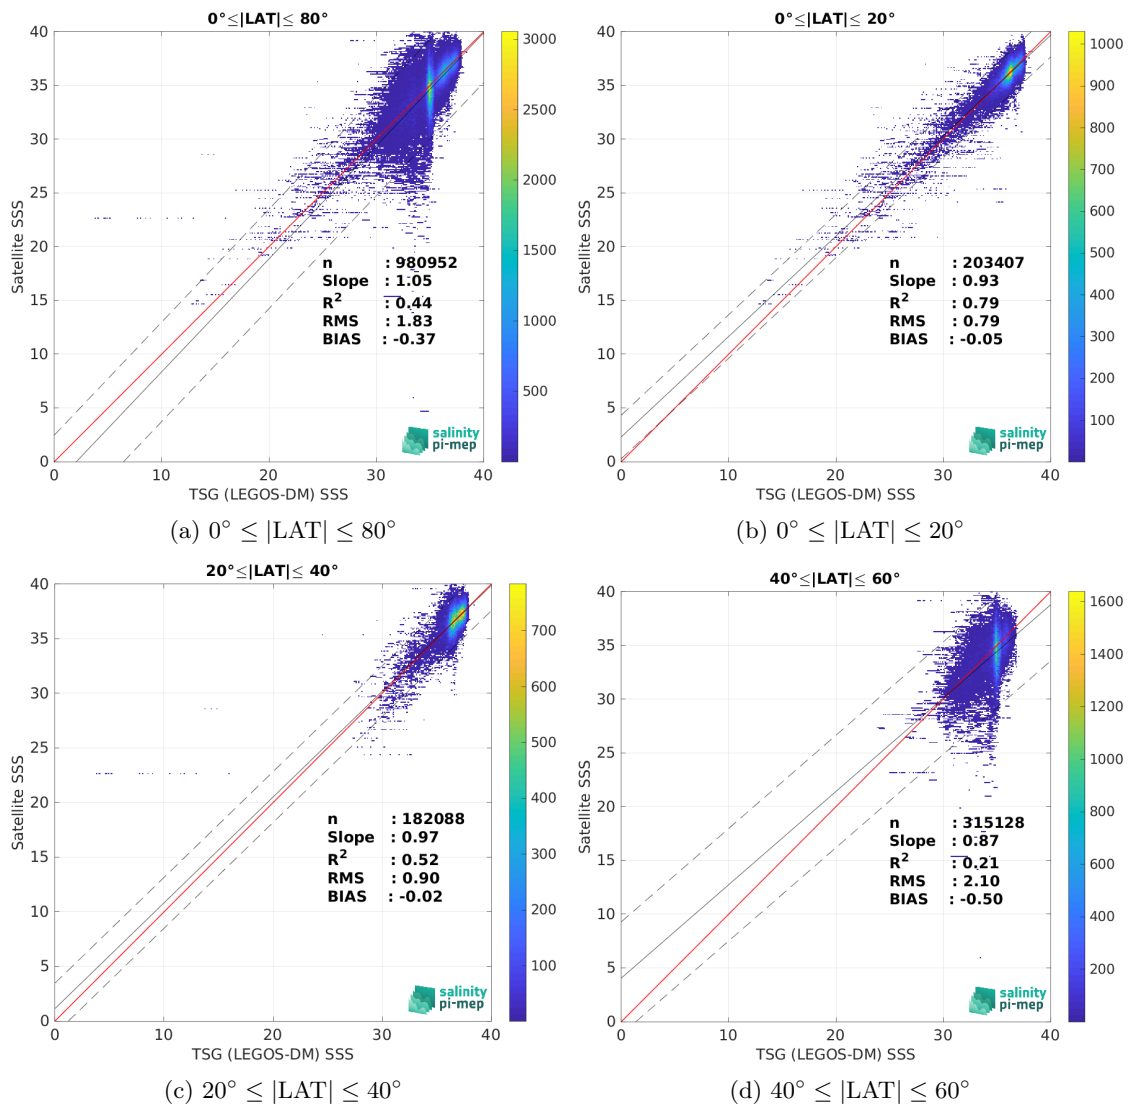 0°≤|LAT|≤ 80°
40
35
30
25
20
15
10
5
0
Satellite SSS
n : 980952
Slope : 1.05
R2 : 0.44
RMS : 1.83
BIAS : -0.37
salinity
pi-mep
0 10 20 30 40
TSG (LEGOS-DM) SSS
3000
2500
2000
1500
1000
500
(a) 0° ≤ |LAT| ≤ 80°
0°≤|LAT|≤ 20°
40
35
30
25
20
15
10
5
0
Satellite SSS
n : 203407
Slope : 0.93
R2 : 0.79
RMS : 0.79
BIAS : -0.05
salinity
pi-mep
0 10 20 30 40
TSG (LEGOS-DM) SSS
1000
900
800
700
600
500
400
300
200
100
(b) 0° ≤ |LAT| ≤ 20°
20°≤|LAT|≤ 40°
40
35
30
25
20
15
10
5
0
Satellite SSS
n : 182088
Slope : 0.97
R2 : 0.52
RMS : 0.90
BIAS : -0.02
salinity
pi-mep
0 10 20 30 40
TSG (LEGOS-DM) SSS
700
600
500
400
300
200
100
(c) 20° ≤ |LAT| ≤ 40°
40°≤|LAT|≤ 60°
40
35
30
25
20
15
10
5
0
Satellite SSS
n : 315128
Slope : 0.87
R2 : 0.21
RMS : 2.10
BIAS : -0.50
salinity
pi-mep
0 10 20 30 40
TSG (LEGOS-DM) SSS
1600
1400
1200
1000
800
600
400
200
(d) 40° ≤ |LAT| ≤ 60°